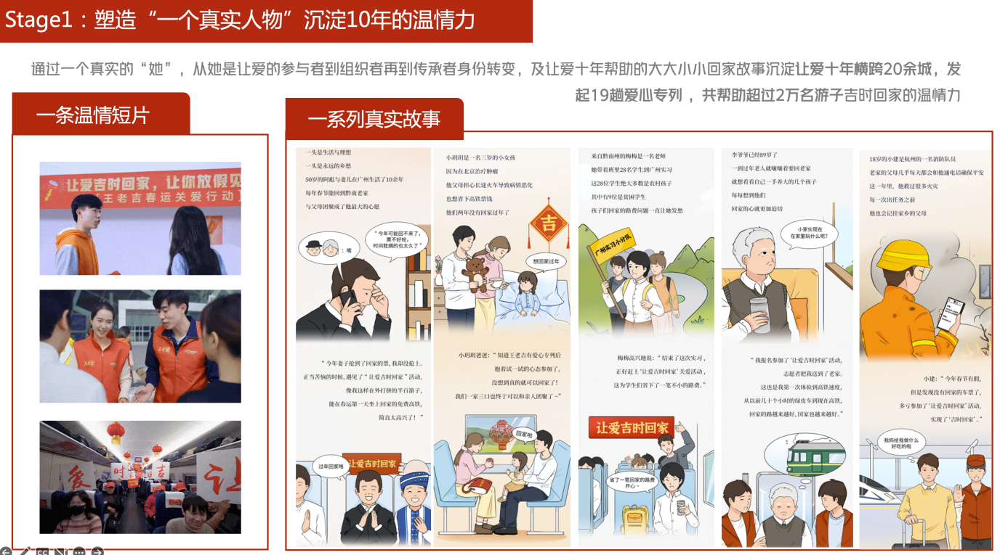 Stage1：塑造“一个真实人物”沉淀10年的温情力
通过一个真实的“她”，从她是让爱的参与者到组织者再到传承者身份转变，及让爱十年帮助的大大小小回家故事沉淀让爱十年横跨20余城，发
起19趟爱心专列，共帮助超过2万名游子吉时回家的温情力
一条温情短片
让爱吉时回家，让你放假见
【王老吉春运关爱行动】
爱
时
吉
让
一系列真实故事
一头是生活与理想
一头是永远的乡愁
50岁的阿彪与妻儿在广州生活了10余年
每年春节能回到黔南老家
与父母团聚成了他最大的心愿
“今年可能回不来了，
票不好抢，
时间耽搁的也太久了”
：唯
“今年妻子抢到了回家的票，我却没抢上。
正当苦恼的时候，遇见了“让爱吉时回家”活动，
像我这样在外打拼的半百游子，
能在春运第一天坐上回家的免费高铁，
简直太高兴了！”
过年回家咯
让爱吉时回家
小玥玥是一名三岁的小女孩
因为在北京治疗肿瘤
他父母担心长途火车导致病情恶化
也想省下高铁票钱
他们两年没有回家过年了
吉
想回家过年
小玥玥爸爸：“知道王老吉有爱心专列后
抱着试一试的心态参加了，
没想到真的就可以回家了！
我们一家三口也终于可以和亲人团聚了~”
回家啦
来自黔南州的梅梅是一名老师
她带着班里28名学生到广州实习
这28位学生绝大多数是农村孩子
其中有9位是贫困学生
孩子们回家的路费问题一直让她发愁
广州实习小分队
梅梅高兴地说：“结束了这次实习，
正好赶上‘让爱吉时回家’关爱活动，
这为学生们省下了一笔不小的路费。”
让爱吉时回家
省了一笔回家的路费
开心~
李爷爷已经89岁了
一到过年老人就嚷嚷着要回老家
就想看看自己一手养大的几个孩子
每每想到他们
回家的心就更加迫切
小家伙现在
在家里玩什么呢？
“我报名参加了‘让爱吉时回家’活动，
志愿者把我送到了老家。
这也是我第一次体验到高铁速度，
从以前几十个小时的绿皮车到现在高铁，
回家的路越来越好，国家也越来越好。”
18岁的小建是杭州的一名消防队员
老家的父母几乎每天都会和他通电话确保平安
这一年里，他救过很多火灾
每一次出任务之前
他也会记挂家乡的父母
小建：“今年春节有假，
但是发现没有回家的车票了，
多亏参加了‘让爱吉时回家’活动，
实现了‘吉时回家’。”
我妈给我做什么
好吃的啦